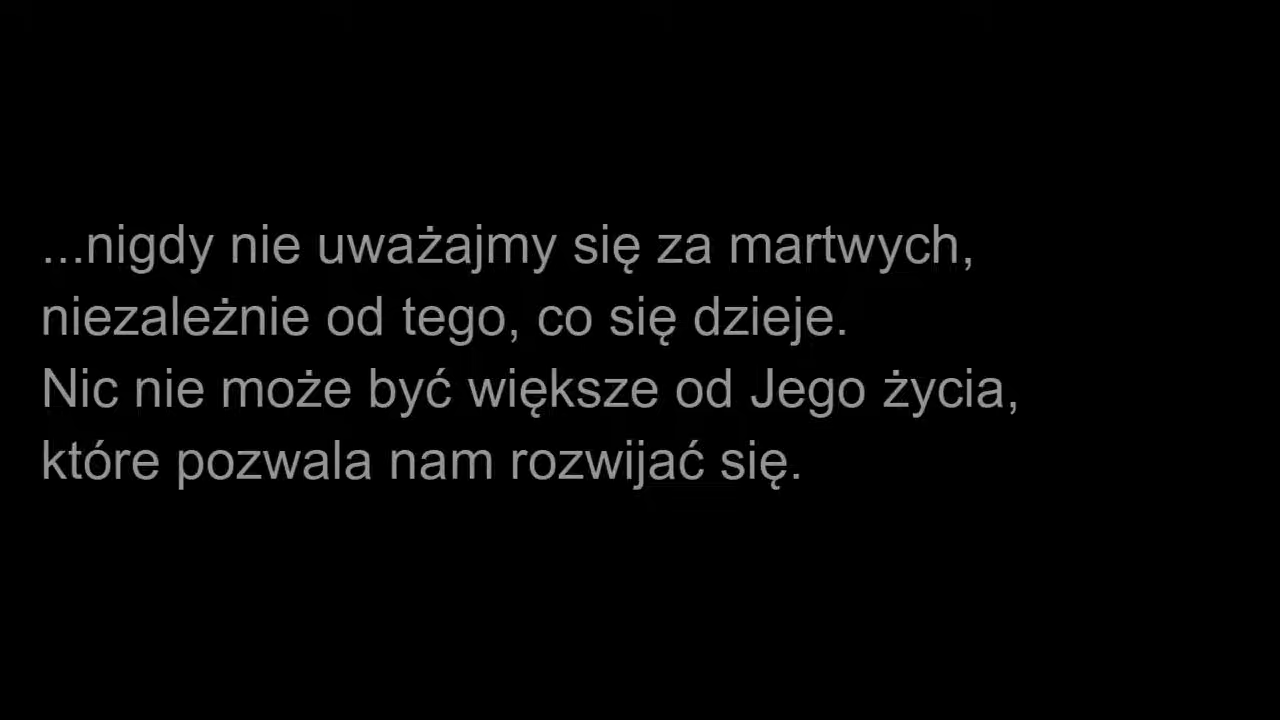 ...nigdy nie uważajmy się za martwych,
niezależnie od tego, co się dzieje.
Nic nie może być większe od Jego życia,
które pozwala nam rozwijać się.